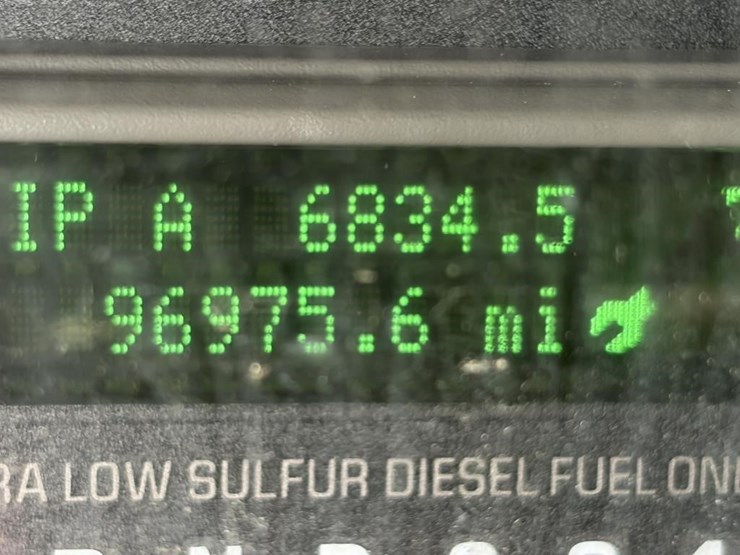 IP A 6834.5
96975.6 mi
RA LOW SULFUR DIESEL FUEL ON